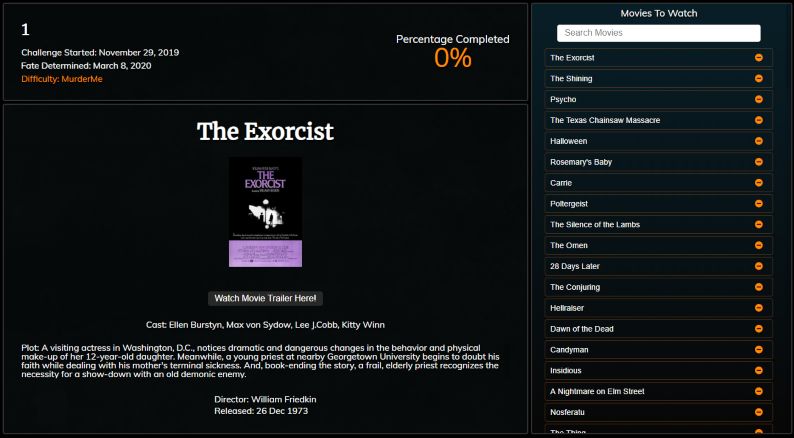 1
Challenge Started: November 29, 2019
Fate Determined: March 8, 2020
Difficulty: MurderMe
Percentage Completed
0%
The Exorcist
THE
EXORCIST
Watch Movie Trailer Here!
Cast: Ellen Burstyn, Max von Sydow, Lee J.Cobb, Kitty Winn
Plot: A visiting actress in Washington, D.C., notices dramatic and dangerous changes in the behavior and physical
make-up of her 12-year-old daughter. Meanwhile, a young priest at nearby Georgetown University begins to doubt his
faith while dealing with his mother's terminal sickness. And, book-ending the story, a frail, elderly priest recognizes the
necessity for a show-down with an old demonic enemy.
Director: William Friedkin
Released: 26 Dec 1973
Movies To Watch
Search Movies
The Exorcist
The Shining
Psycho
The Texas Chainsaw Massacre
Halloween
Rosemary's Baby
Carrie
Poltergeist
The Silence of the Lambs
The Omen
28 Days Later
The Conjuring
Hellraiser
Dawn of the Dead
Candyman
Insidious
A Nightmare on Elm Street
Nosferatu
The Thing